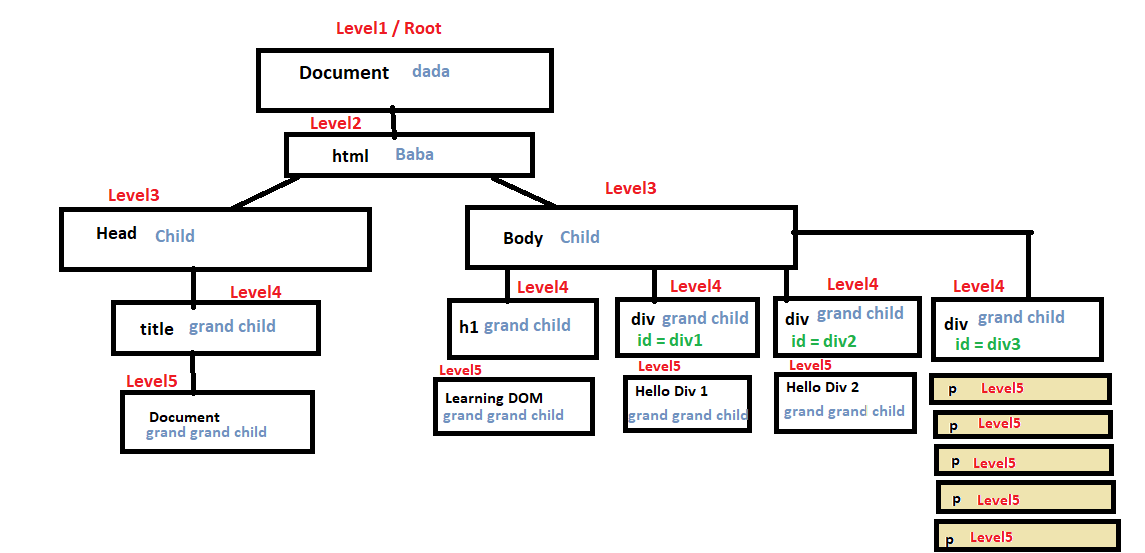 Level1 / Root
Document dada
Level2
html Baba
Level3
Level3
Head Child
Body Child
Level4
Level4
Level4
Level4
Level4
title grand child
h1 grand child
div grand child
id = div1
div grand child
id = div2
div grand child
id = div3
Level5
Level5
Level5
Level5
Document
grand grand child
Learning DOM
grand grand child
Hello Div 1
grand grand child
Hello Div 2
grand grand child
p Level5
p Level5
p Level5
p Level5
p Level5